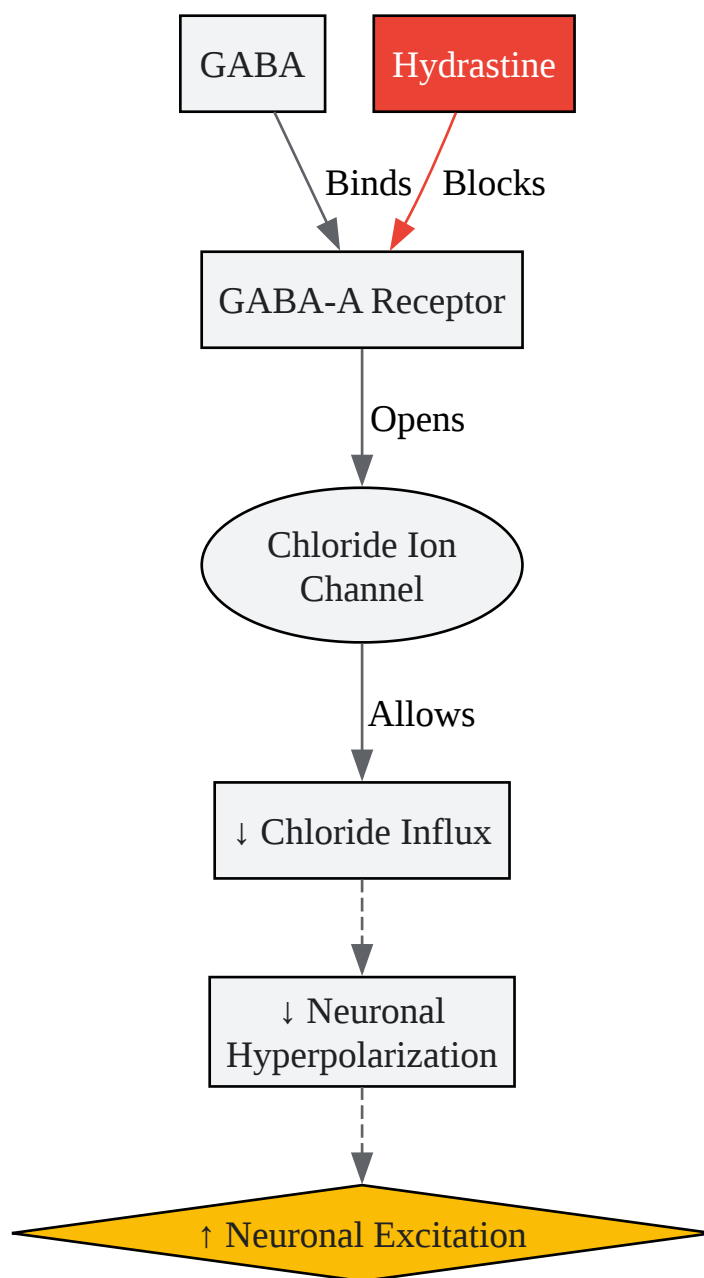 GABA
Hydrastine
Binds
Blocks
GABA-A Receptor
Opens
Chloride Ion
Channel
Allows
↓ Chloride Influx
↓ Neuronal
Hyperpolarization
↑ Neuronal Excitation